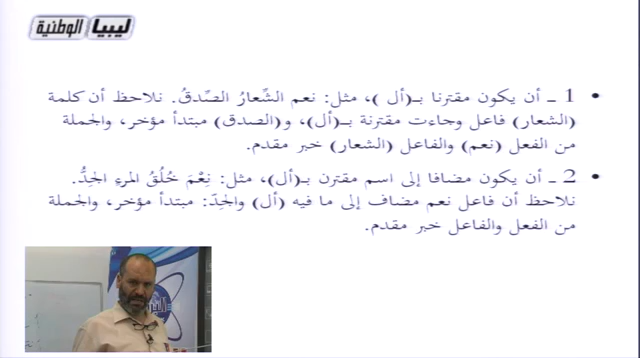 ليبيا الوطنية
• 1 ـ أن يكون مقترنا بـ(أل )، مثل: نعم الشِّعارُ الصِّدقُ. نلاحظ أن كلمة
(الشعار) فاعل وجاءت مقترنة بـ(أل)، و(الصدق) مبتدأ مؤخر، والجملة
من الفعل (نعم) والفاعل (الشعار) خبر مقدم.
• 2 ـ أن يكون مضافا إلى اسم مقترن بـ(أل)، مثل: نِعْمَ خُلُقُ المرءِ الجِدُّ.
نلاحظ أن فاعل نعم مضاف إلى ما فيه (أل) والجِدّ: مبتدأ مؤخر، والجملة
من الفعل والفاعل خبر مقدم.